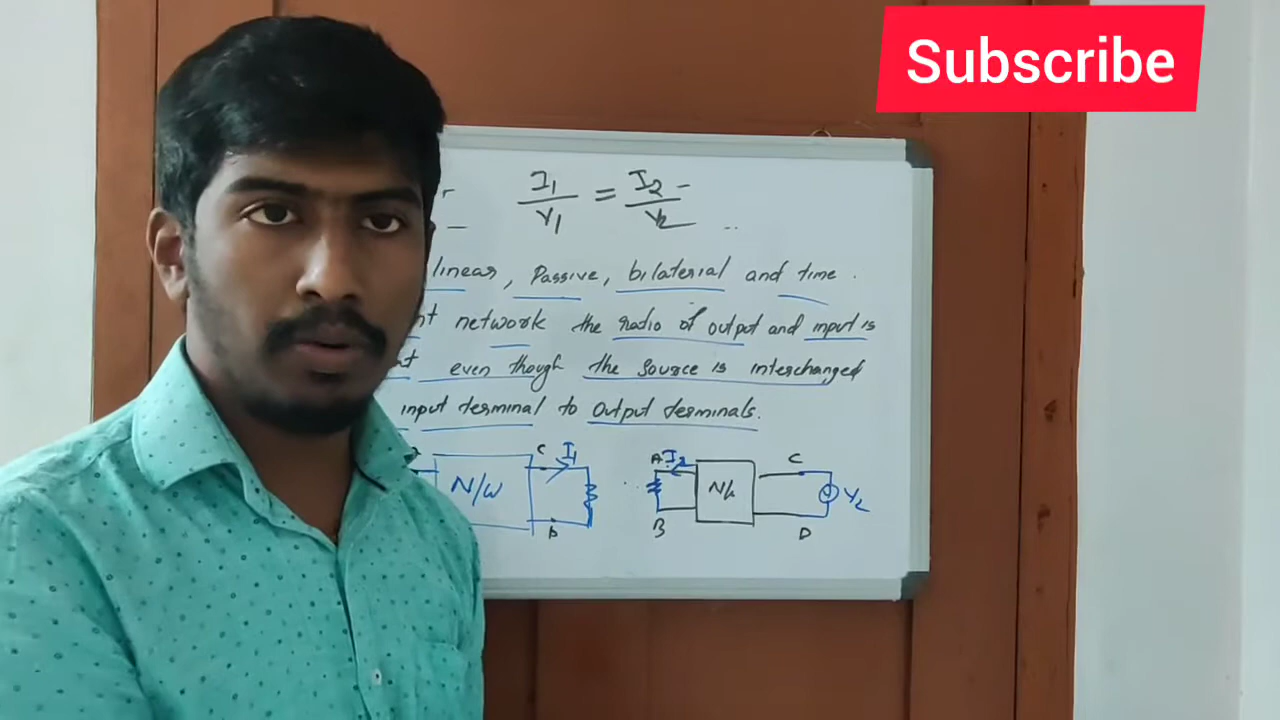 Subscribe
I1/V1 = I2/V2
linear, Passive, bilaterial and time
network the radio of output and input is
even though the source is interchanged
input terminal to output terminals.
C I1 A I2 C
N/W N/W V2
B D